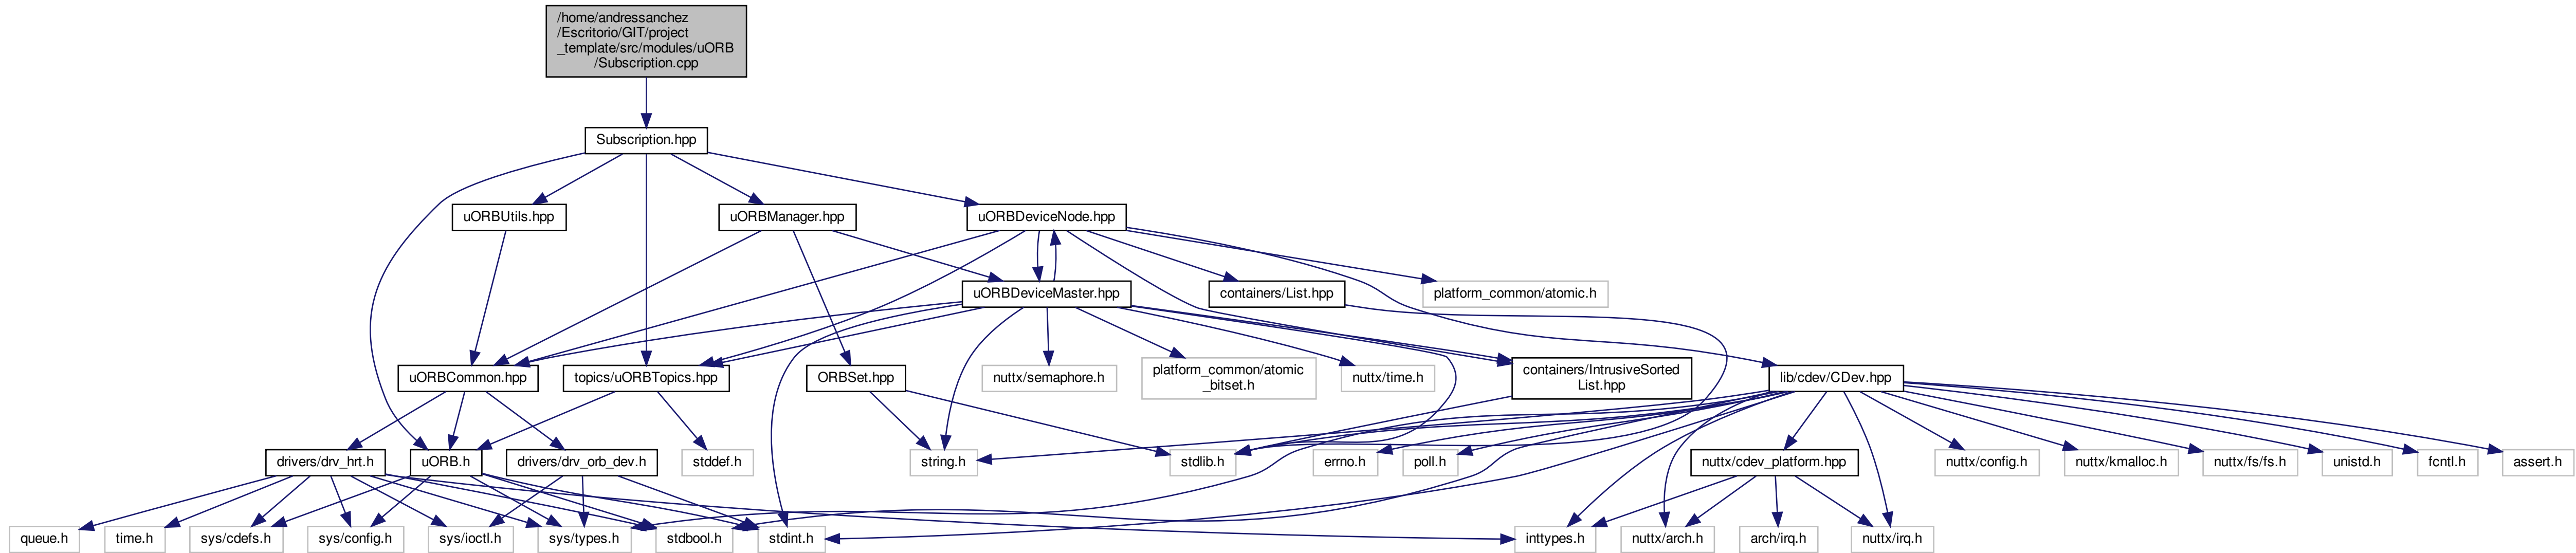 /home/andressanchez
/Escritorio/GIT/project
_template/src/modules/uORB
/Subscription.cpp
Subscription.hpp
uORBUtils.hpp
uORBManager.hpp
uORBDeviceNode.hpp
uORBDeviceMaster.hpp
containers/List.hpp
platform_common/atomic.h
uORBCommon.hpp
topics/uORBTopics.hpp
ORBSet.hpp
nuttx/semaphore.h
platform_common/atomic
_bitset.h
nuttx/time.h
containers/IntrusiveSorted
List.hpp
lib/cdev/CDev.hpp
drivers/drv_hrt.h
uORB.h
drivers/drv_orb_dev.h
stddef.h
string.h
stdlib.h
errno.h
poll.h
nuttx/cdev_platform.hpp
nuttx/config.h
nuttx/kmalloc.h
nuttx/fs/fs.h
unistd.h
fcntl.h
assert.h
queue.h
time.h
sys/cdefs.h
sys/config.h
sys/ioctl.h
sys/types.h
stdbool.h
stdint.h
inttypes.h
nuttx/arch.h
arch/irq.h
nuttx/irq.h